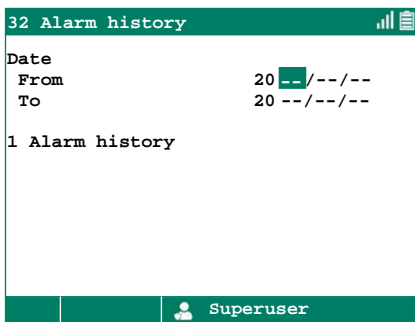 32 Alarm history
Date
From 20 --/--/--
To 20 --/--/--
1 Alarm history
Superuser